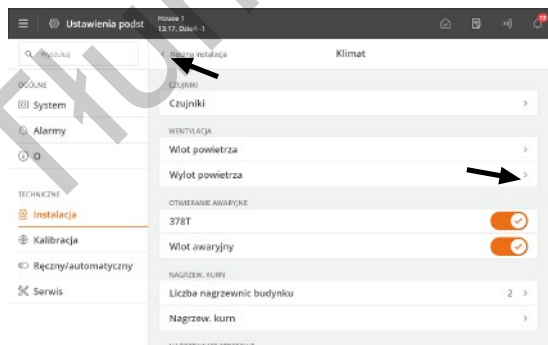 Ustawienia podst
House 1
13:17, Dzień -1
13
Wyszukaj
Ręczna instalacja
Klimat
OGÓLNE
System
Alarmy
O
TECHNICZNE
Instalacja
Kalibracja
Ręczny/automatyczny
Serwis
CZUJNIKI
Czujniki
WENTYLACJA
Wlot powietrza
Wylot powietrza
OTWIERANIE AWARYJNE
378T
Wlot awaryjny
NAGRZEW. KURN
Liczba nagrzewnic budynku 2
Nagrzew. kurn